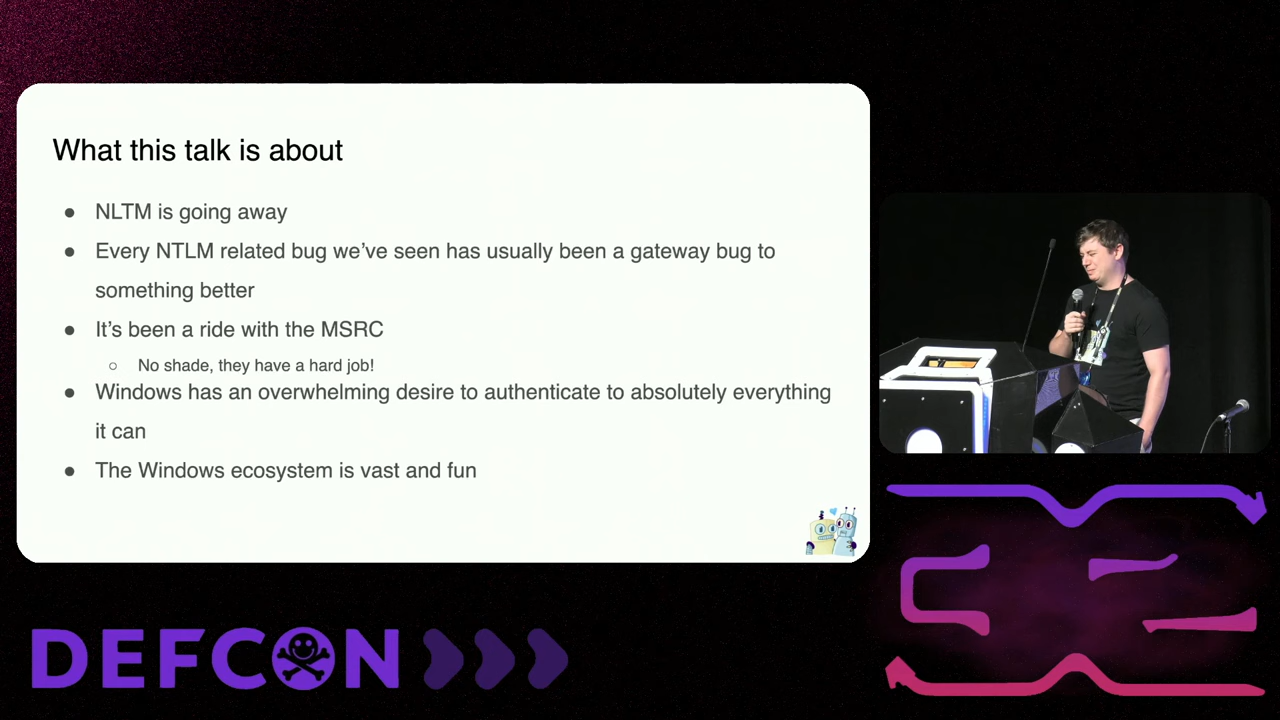 What this talk is about
● NLTM is going away
● Every NTLM related bug we've seen has usually been a gateway bug to
something better
● It's been a ride with the MSRC
○ No shade, they have a hard job!
● Windows has an overwhelming desire to authenticate to absolutely everything
it can
● The Windows ecosystem is vast and fun
DEFCON